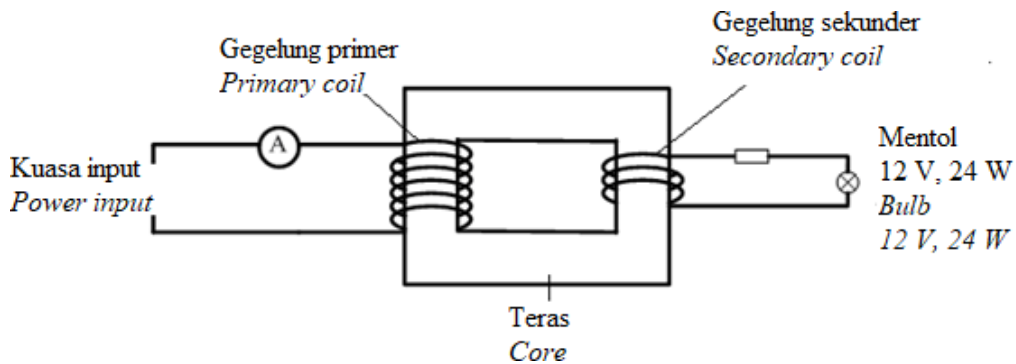 Gegelung primer
Primary coil
Gegelung sekunder
Secondary coil
A
Kuasa input
Power input
Mentol
12 V, 24 W
Bulb
12 V, 24 W
Teras
Core